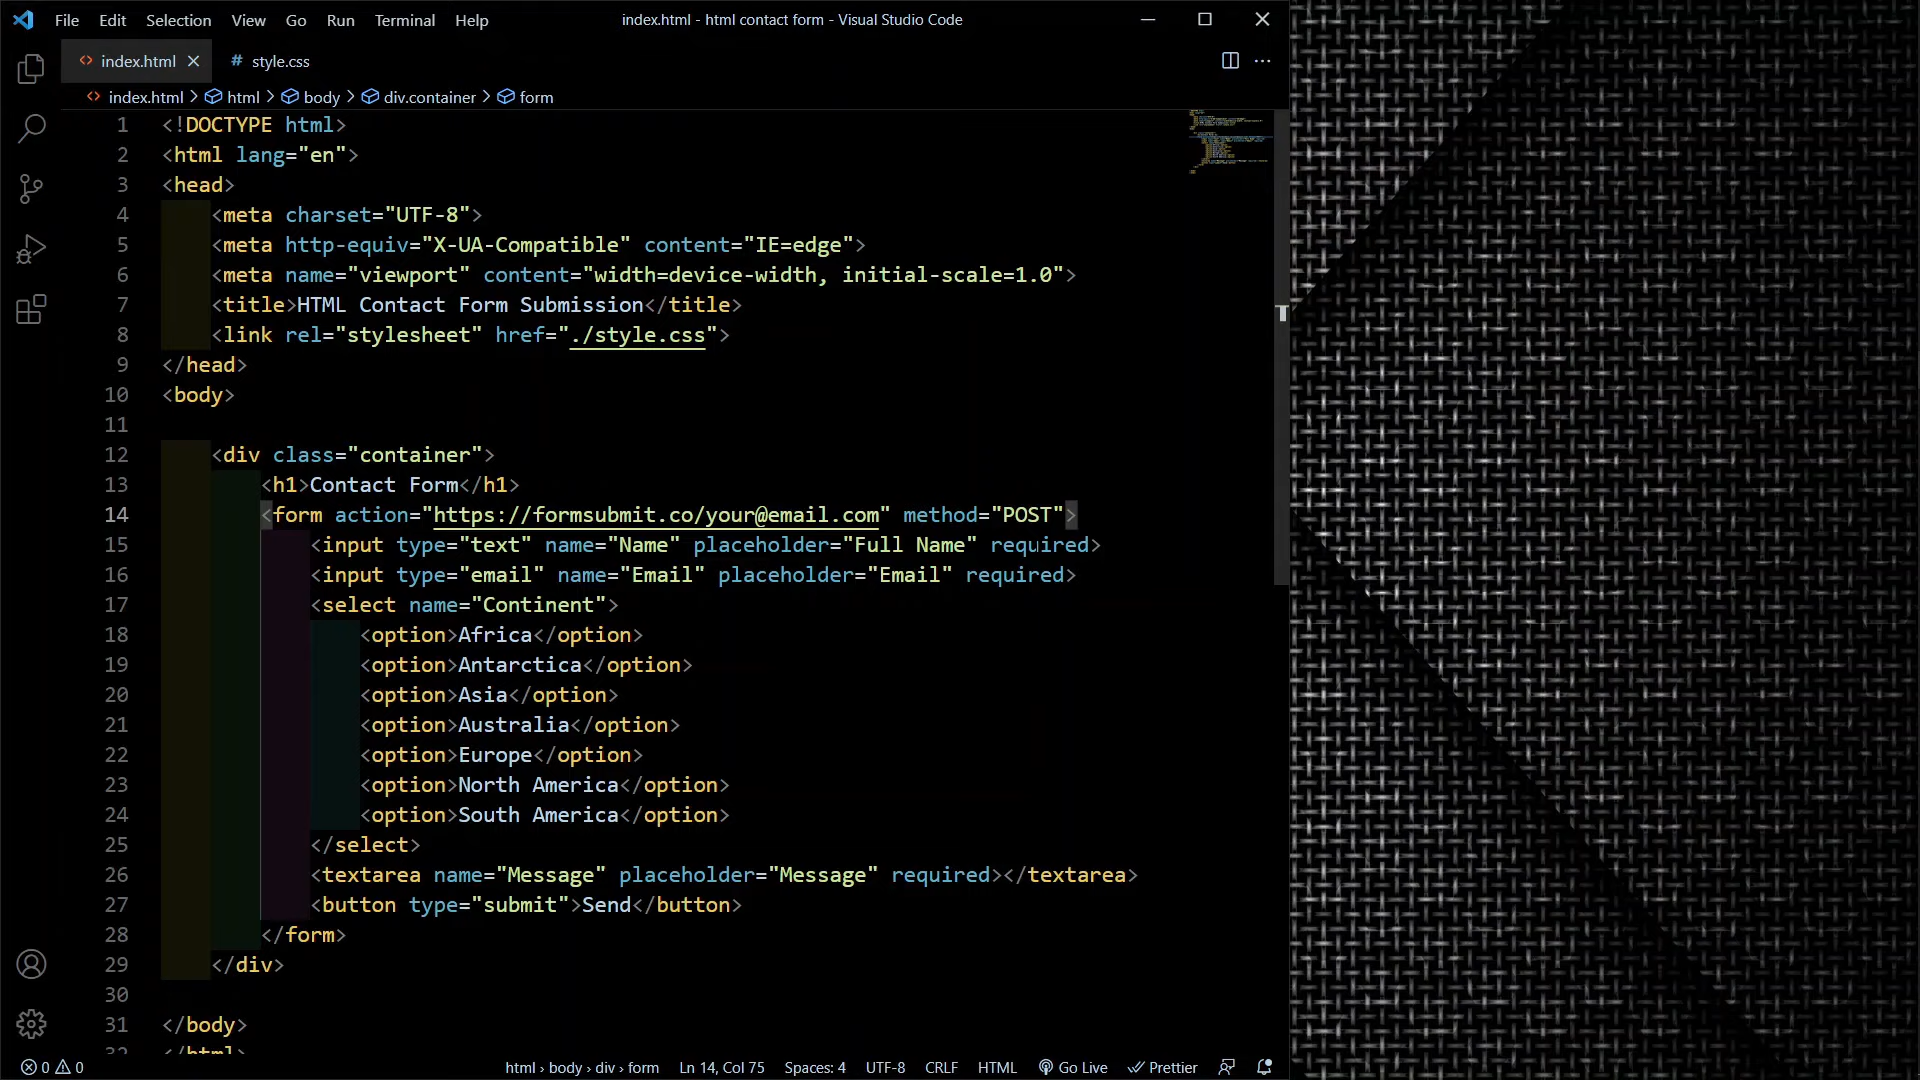 File Edit Selection View Go Run Terminal Help index.html - html contact form - Visual Studio Code
index.html # style.css
index.html > html > body > div.container > form
1 <!DOCTYPE html>
2 <html lang="en">
3 <head>
4 <meta charset="UTF-8">
5 <meta http-equiv="X-UA-Compatible" content="IE=edge">
6 <meta name="viewport" content="width=device-width, initial-scale=1.0">
7 <title>HTML Contact Form Submission</title>
8 <link rel="stylesheet" href="./style.css">
9 </head>
10 <body>
11
12 <div class="container">
13 <h1>Contact Form</h1>
14 <form action="https://formsubmit.co/your@email.com" method="POST">
15 <input type="text" name="Name" placeholder="Full Name" required>
16 <input type="email" name="Email" placeholder="Email" required>
17 <select name="Continent">
18 <option>Africa</option>
19 <option>Antarctica</option>
20 <option>Asia</option>
21 <option>Australia</option>
22 <option>Europe</option>
23 <option>North America</option>
24 <option>South America</option>
25 </select>
26 <textarea name="Message" placeholder="Message" required></textarea>
27 <button type="submit">Send</button>
28 </form>
29 </div>
30
31 </body>
32 </html>
0 0 html › body › div › form Ln 14, Col 75 Spaces: 4 UTF-8 CRLF HTML Go Live Prettier